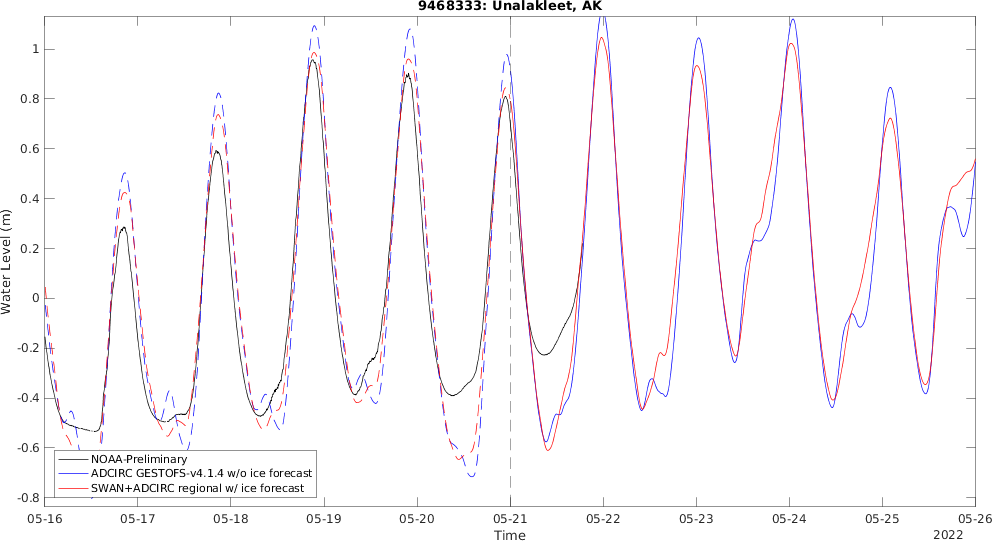 9468333: Unalakleet, AK
Water Level (m)
1
0.8
0.6
0.4
0.2
0
-0.2
-0.4
-0.6
-0.8
NOAA-Preliminary
ADCIRC GESTOFS-v4.1.4 w/o ice forecast
SWAN+ADCIRC regional w/ ice forecast
05-16 05-17 05-18 05-19 05-20 05-21 05-22 05-23 05-24 05-25 05-26
Time
2022